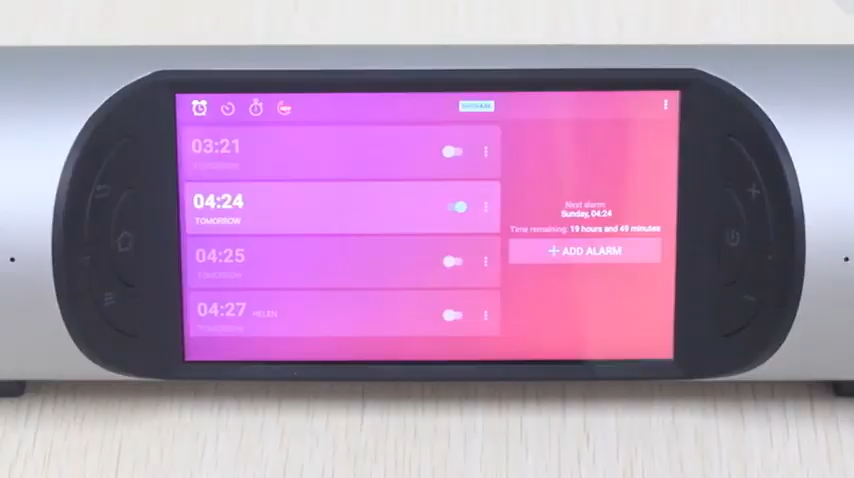 03:21
TOMORROW
04:24
TOMORROW
04:25
TOMORROW
04:27 HELEN
TOMORROW
Next alarm:
Sunday, 04:24
Time remaining: 19 hours and 49 minutes
+ ADD ALARM